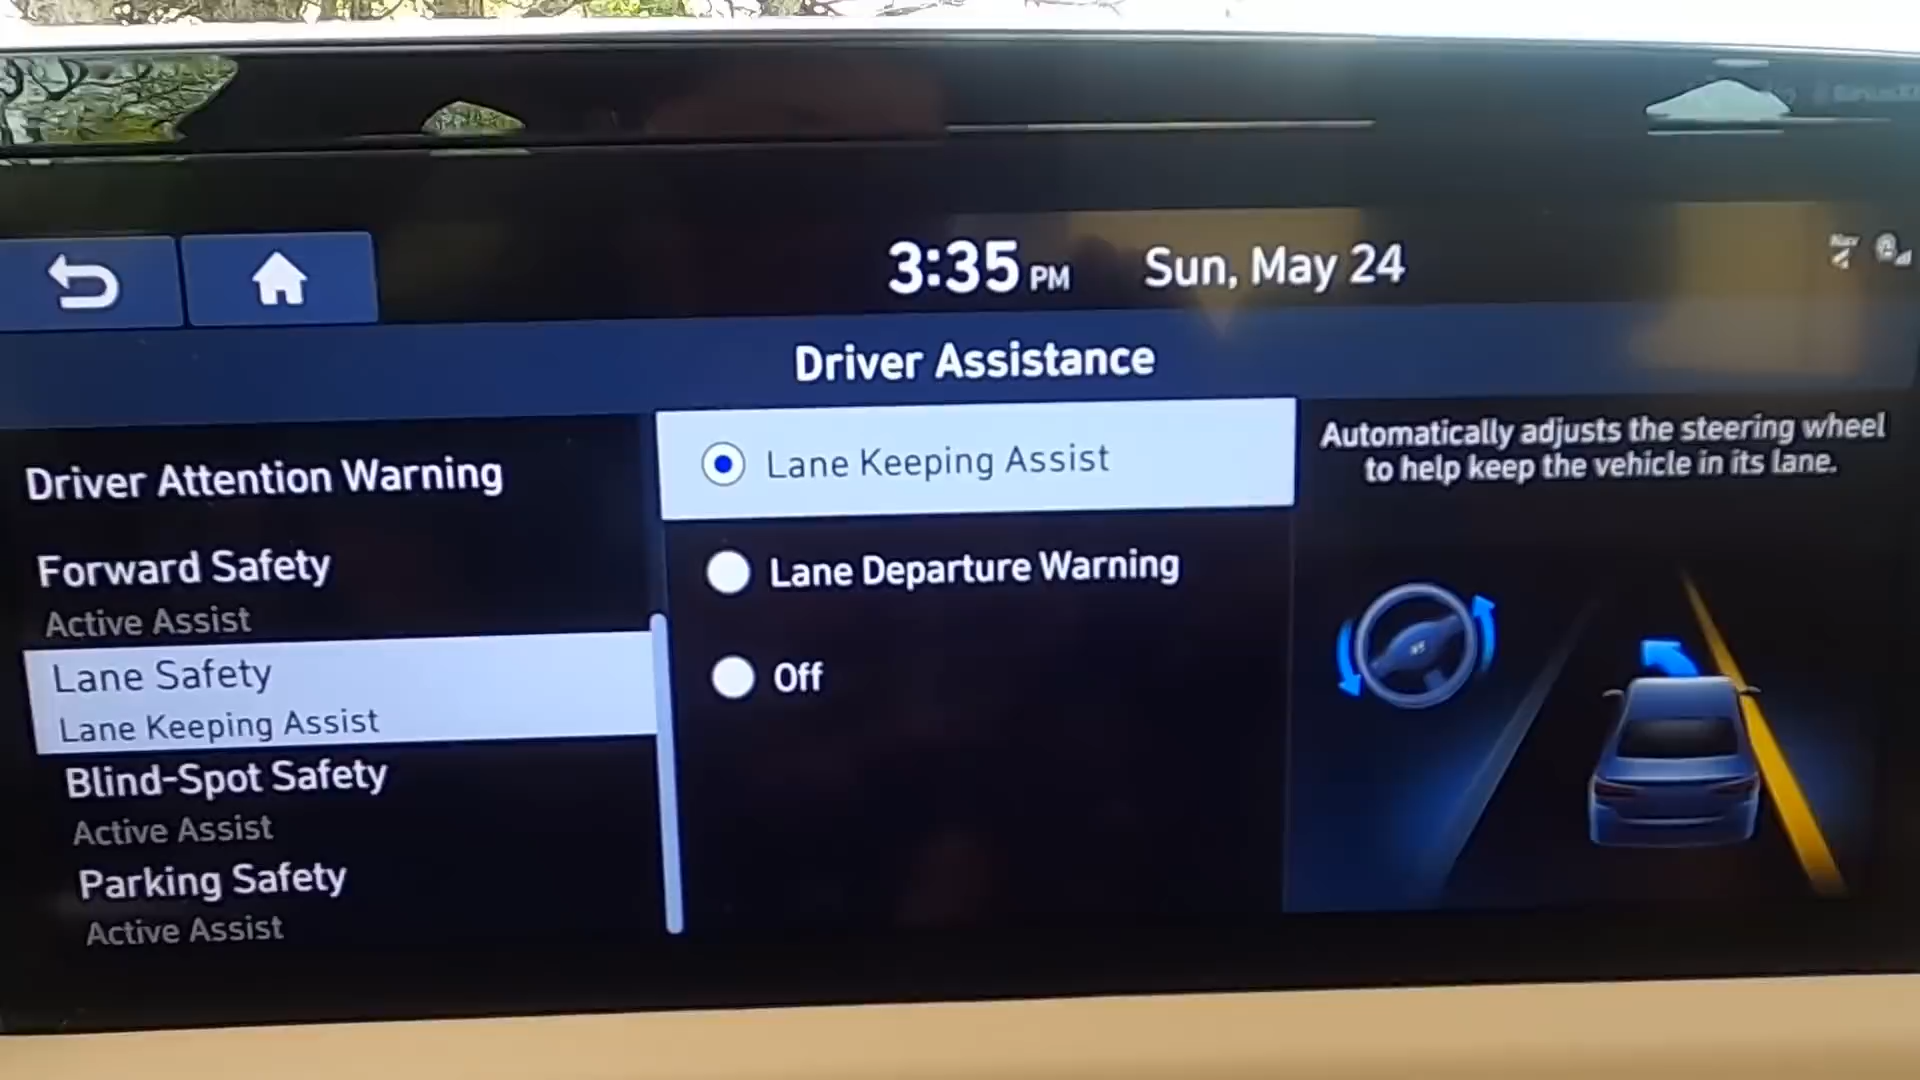 3:35 PM Sun, May 24
Nav
Driver Assistance
Driver Attention Warning
Forward Safety
Active Assist
Lane Safety
Lane Keeping Assist
Blind-Spot Safety
Active Assist
Parking Safety
Active Assist
Lane Keeping Assist
Lane Departure Warning
Off
Automatically adjusts the steering wheel
to help keep the vehicle in its lane.